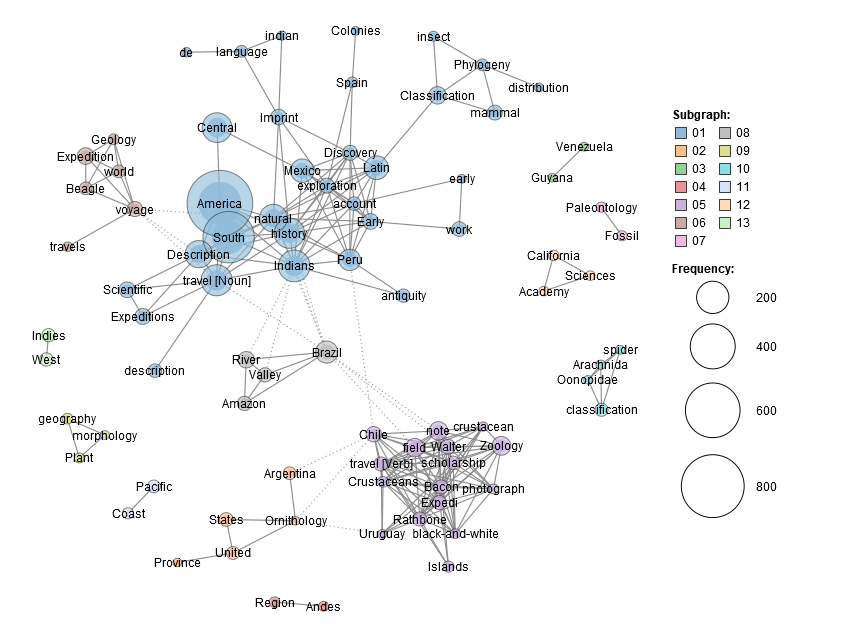 indian
Colonies
insect
de
language
Phylogeny
Spain
distribution
Classification
Subgraph:
Imprint
mammal
Central
01
08
Geology
02
09
Discovery
Venezuela
Expedition
03
10
world
Mexico
Latin
04
11
Beagle
exploration
early
Guyana
05
12
America
account
voyage
natural
Early
Paleontology
06
13
history
work
Fossil
07
South
travels
Description
Peru
California
Indians
Frequency:
travel [Noun]
Sciences
Scientific
antiquity
Academy
200
Expeditions
Indies
400
West
River
Brazil
spider
description
Valley
Arachnida
Oonopidae
Amazon
classification
600
geography
note
crustacean
morphology
Chile
field
Walter
Zoology
Plant
travel [Verb]
scholarship
Argentina
Crustaceans
Pacific
Bacon
photograph
800
Expedi
Coast
States
Ornithology
Rathbone
Uruguay
black-and-white
United
Province
Islands
Region
Andes